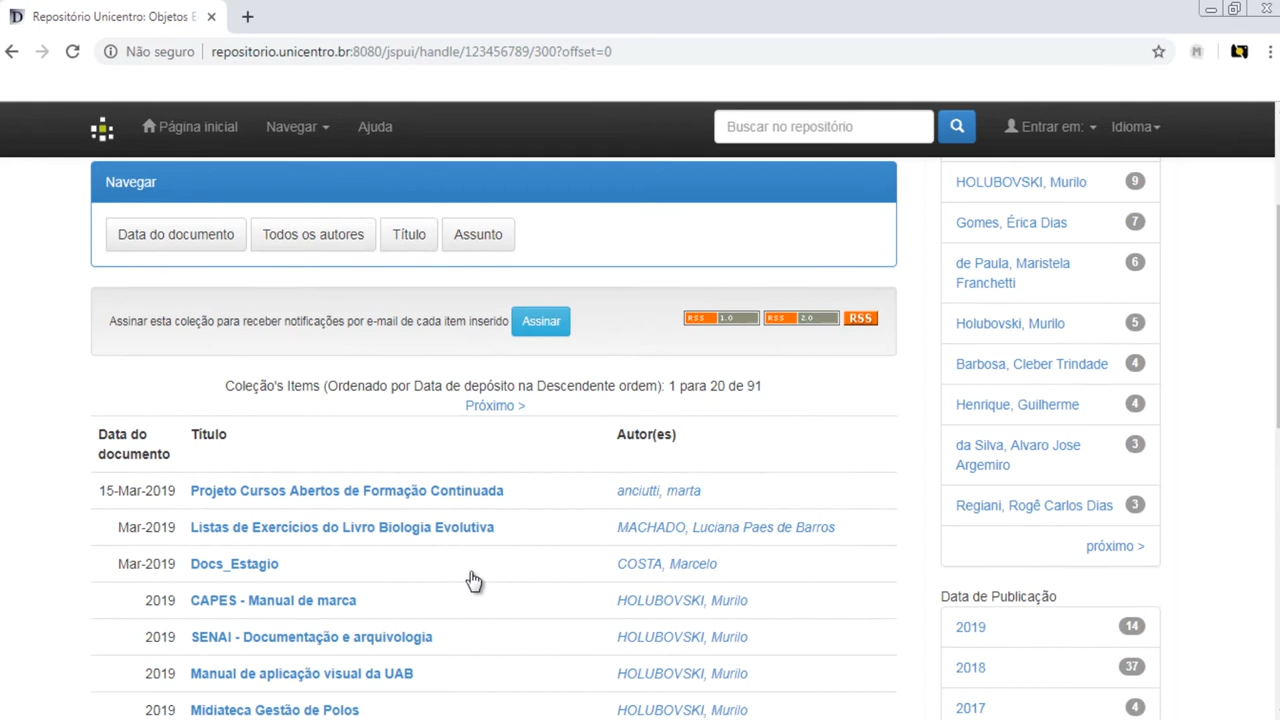 Repositório Unicentro: Objetos E
Não seguro
repositorio.unicentro.br:8080/jspui/handle/123456789/300?offset=0
Página inicial
Navegar
Ajuda
Buscar no repositório
Entrar em:
Idioma
Navegar
Data do documento
Todos os autores
Título
Assunto
Assinar esta coleção para receber notificações por e-mail de cada item inserido
Assinar
RSS 1.0
RSS 2.0
RSS
Coleção's Items (Ordenado por Data de depósito na Descendente ordem): 1 para 20 de 91
Próximo >
Data do documento
Título
Autor(es)
15-Mar-2019 Projeto Cursos Abertos de Formação Continuada anciutti, marta
Mar-2019 Listas de Exercícios do Livro Biologia Evolutiva MACHADO, Luciana Paes de Barros
Mar-2019 Docs_Estagio COSTA, Marcelo
2019 CAPES - Manual de marca HOLUBOVSKI, Murilo
2019 SENAI - Documentação e arquivologia HOLUBOVSKI, Murilo
2019 Manual de aplicação visual da UAB HOLUBOVSKI, Murilo
2019 Midiateca Gestão de Polos HOLUBOVSKI, Murilo
HOLUBOVSKI, Murilo 9
Gomes, Érica Dias 7
de Paula, Maristela
Franchetti 6
Holubovski, Murilo 5
Barbosa, Cleber Trindade 4
Henrique, Guilherme 4
da Silva, Alvaro Jose
Argemiro 3
Regiani, Rogê Carlos Dias 3
próximo >
Data de Publicação
2019 14
2018 37
2017 4